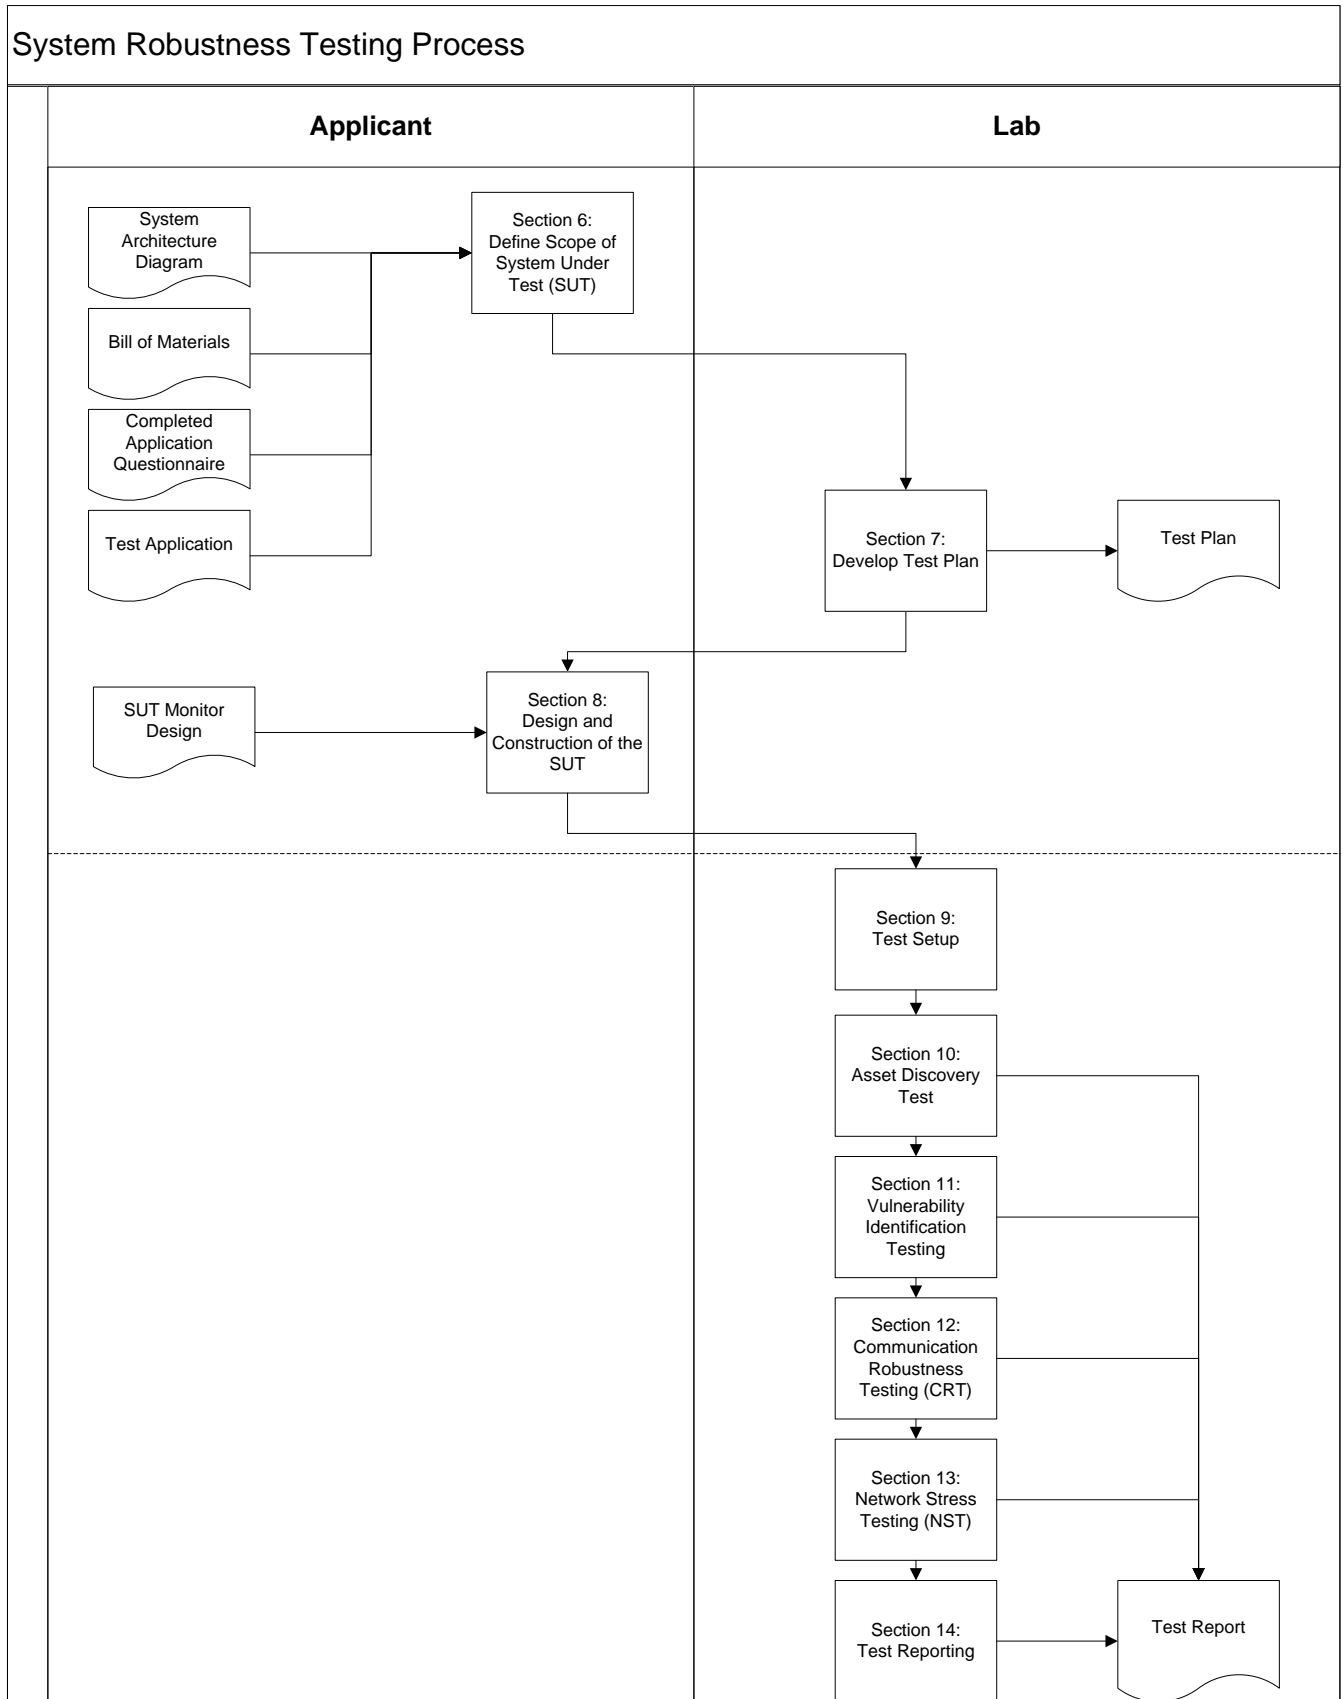 System Robustness Testing Process
Applicant
Lab
System
Architecture
Diagram
Section 6:
Define Scope of
System Under
Test (SUT)
Bill of Materials
Completed
Application
Questionnaire
Test Application
Section 7:
Develop Test Plan
Test Plan
SUT Monitor
Design
Section 8:
Design and
Construction of the
SUT
Section 9:
Test Setup
Section 10:
Asset Discovery
Test
Section 11:
Vulnerability
Identification
Testing
Section 12:
Communication
Robustness
Testing (CRT)
Section 13:
Network Stress
Testing (NST)
Section 14:
Test Reporting
Test Report